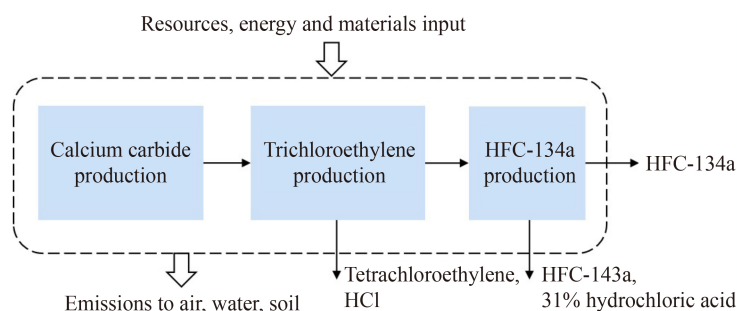 Resources, energy and materials input
Calcium carbide
production
Trichloroethylene
production
HFC-134a
production
HFC-134a
Tetrachloroethylene,
HCl
HFC-143a,
31% hydrochloric acid
Emissions to air, water, soil